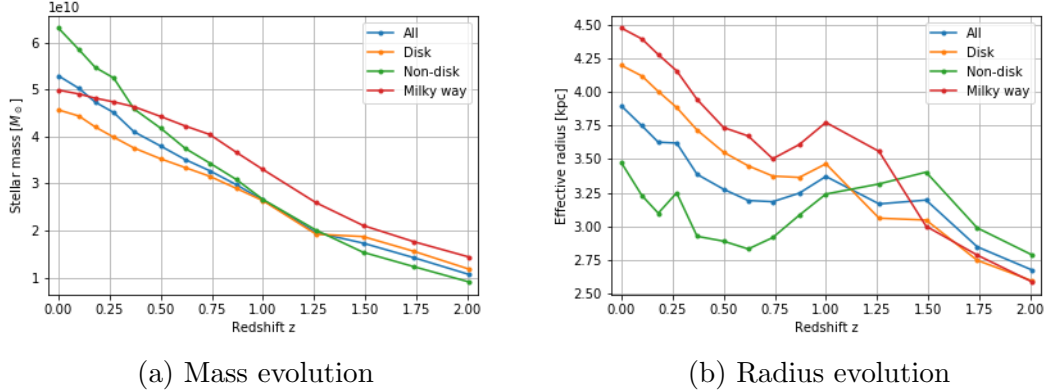 1e10
6
5
4
3
2
1
Stellar mass [M⊙]
0.00 0.25 0.50 0.75 1.00 1.25 1.50 1.75 2.00
Redshift z
All
Disk
Non-disk
Milky way
(a) Mass evolution
4.50
4.25
4.00
3.75
3.50
3.25
3.00
2.75
2.50
Effective radius [kpc]
0.00 0.25 0.50 0.75 1.00 1.25 1.50 1.75 2.00
Redshift z
All
Disk
Non-disk
Milky way
(b) Radius evolution